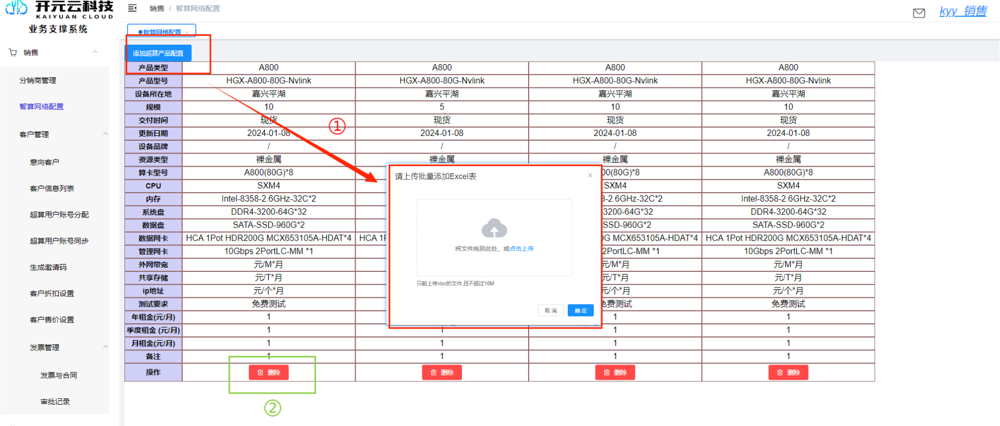 开元云科技
KAIYUAN CLOUD
业务支撑系统
销售 / 智算网络配置
kyy_销售
智算网络配置 ×
销售
分销商管理
智算网络配置
客户管理
意向客户
客户信息列表
超算用户账号分配
超算用户账号同步
生成邀请码
客户折扣设置
客户售价设置
发票管理
发票与合同
审批记录
添加超算产品配置
产品类型 A800 A800 A800 A800
产品型号 HGX-A800-80G-Nvlink HGX-A800-80G-Nvlink HGX-A800-80G-Nvlink HGX-A800-80G-Nvlink
设备所在地 嘉兴平湖 嘉兴平湖 嘉兴平湖 嘉兴平湖
规模 10 5 10 10
交付时间 现货 现货 现货 现货
①
更新日期 2024-01-08 2024-01-08 2024-01-08 2024-01-08
设备品牌 / / / /
资源类型 裸金属 裸金属 裸金属 裸金属
算卡型号 A800(80G)*8 00(80G)*8 A800(80G)*8
CPU SXM4 SXM4 SXM4
内存 Intel-8358-2.6GHz-32C*2 3-2.6GHz-32C*2 Intel-8358-2.6GHz-32C*2
系统盘 DDR4-3200-64G*32 3200-64G*32 DDR4-3200-64G*32
数据盘 SATA-SSD-960G*2 SSD-960G*2 SATA-SSD-960G*2
数据网卡 HCA 1Pot HDR200G MCX653105A-HDAT*4 HCA 1P 0G MCX653105A-HDAT*4 HCA 1Pot HDR200G MCX653105A-HDAT*4
管理网卡 10Gbps 2PortLC-MM *1 2PortLC-MM *1 10Gbps 2PortLC-MM *1
外网带宽 元/M*月 元/M*月 元/M*月
共享存储 元/T*月 元/T*月 元/T*月
ip地址 元/个*月 元/个*月 元/个*月
测试要求 免费测试 免费测试 免费测试
年租金(元/月) 1 1 1
季度租金 (元/月) 1 1 1 1
月租金(元/月) 1 1 1 1
备注 1 1 1 1
操作 删除 删除 删除 删除
②
请上传批量添加Excel表 ×
将文件拖到此处，或点击上传
只能上传xlsx的文件,且不超过10M
取消 确定